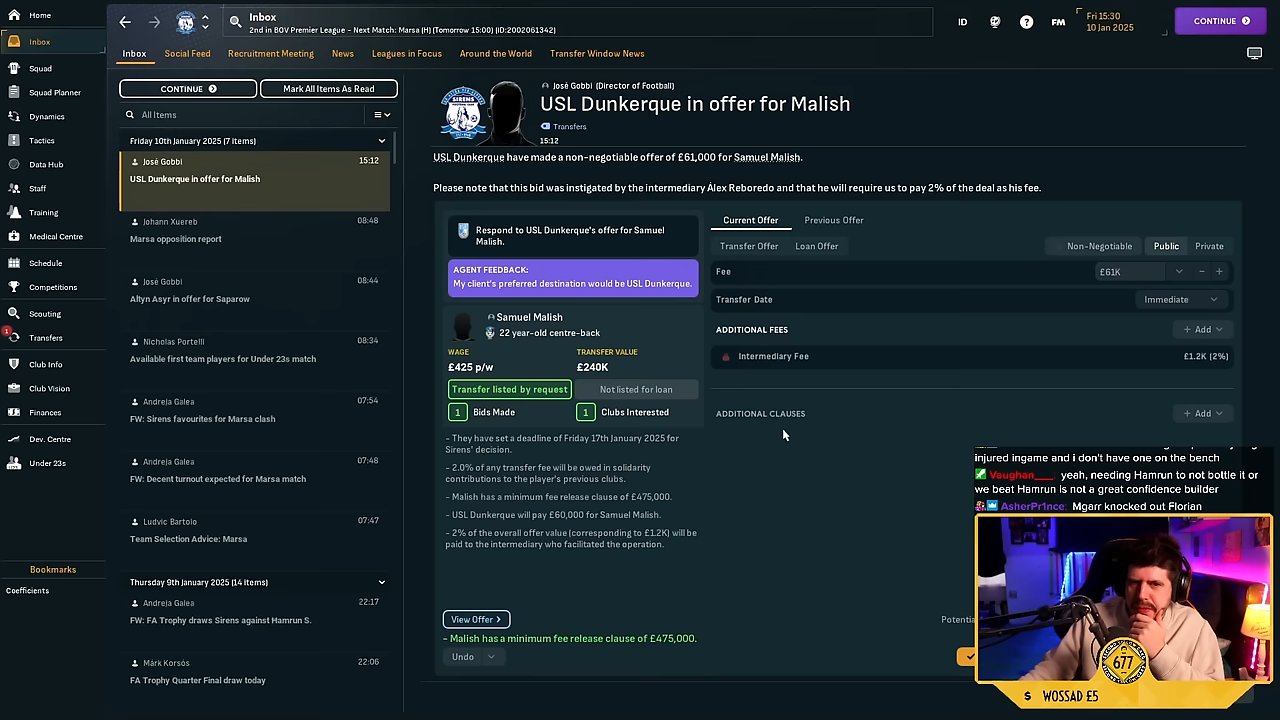 Home
Inbox
Squad
Squad Planner
Dynamics
Tactics
Data Hub
Staff
Training
Medical Centre
Schedule
Competitions
Scouting
1
Transfers
Club Info
Club Vision
Finances
Dev. Centre
Under 23s
Bookmarks
Coefficients
Inbox
2nd in BOV Premier League - Next Match: Marsa (H) (Tomorrow 15:00) (ID:2002061342)
ID
?
FM
Fri 15:30
10 Jan 2025
CONTINUE
Inbox
Social Feed
Recruitment Meeting
News
Leagues in Focus
Around the World
Transfer Window News
CONTINUE
Mark All Items As Read
All Items
Friday 10th January 2025 (7 Items)
José Gobbi 15:12
USL Dunkerque in offer for Malish
Johann Xuereb 08:48
Marsa opposition report
José Gobbi 08:44
Altyn Asyr in offer for Saparow
Nicholas Portelli 08:34
Available first team players for Under 23s match
Andreja Galea 07:54
FW: Sirens favourites for Marsa clash
Andreja Galea 07:48
FW: Decent turnout expected for Marsa match
Ludvic Bartolo 07:47
Team Selection Advice: Marsa
Thursday 9th January 2025 (14 Items)
Andreja Galea 22:17
FW: FA Trophy draws Sirens against Hamrun S.
Márk Korsós 22:06
FA Trophy Quarter Final draw today
SIRENS
José Gobbi (Director of Football)
USL Dunkerque in offer for Malish
Transfers
15:12
USL Dunkerque have made a non-negotiable offer of £61,000 for Samuel Malish.
Please note that this bid was instigated by the intermediary Álex Reboredo and that he will require us to pay 2% of the deal as his fee.
Respond to USL Dunkerque's offer for Samuel
Malish.
AGENT FEEDBACK:
My client's preferred destination would be USL Dunkerque.
Samuel Malish
22 year-old centre-back
WAGE
TRANSFER VALUE
£425 p/w
£240K
Transfer listed by request
Not listed for loan
1 Bids Made
1 Clubs Interested
- They have set a deadline of Friday 17th January 2025 for
Sirens' decision.
- 2.0% of any transfer fee will be owed in solidarity
contributions to the player's previous clubs.
- Malish has a minimum fee release clause of £475,000.
- USL Dunkerque will pay £60,000 for Samuel Malish.
- 2% of the overall offer value (corresponding to £1.2K) will be
paid to the intermediary who facilitated the operation.
View Offer
- Malish has a minimum fee release clause of £475,000.
Undo
Current Offer
Previous Offer
Transfer Offer
Loan Offer
Non-Negotiable
Public
Private
Fee
£61K
Transfer Date
Immediate
ADDITIONAL FEES
+ Add
Intermediary Fee
£1.2K (2%)
ADDITIONAL CLAUSES
+ Add
injured ingame and i don't have one on the bench
Vaughan____: yeah, needing Hamrun to not bottle it or
we beat Hamrun is not a great confidence builder
AsherPr1nce: Mgarr knocked out Florian
677
$ WOSSAD £5